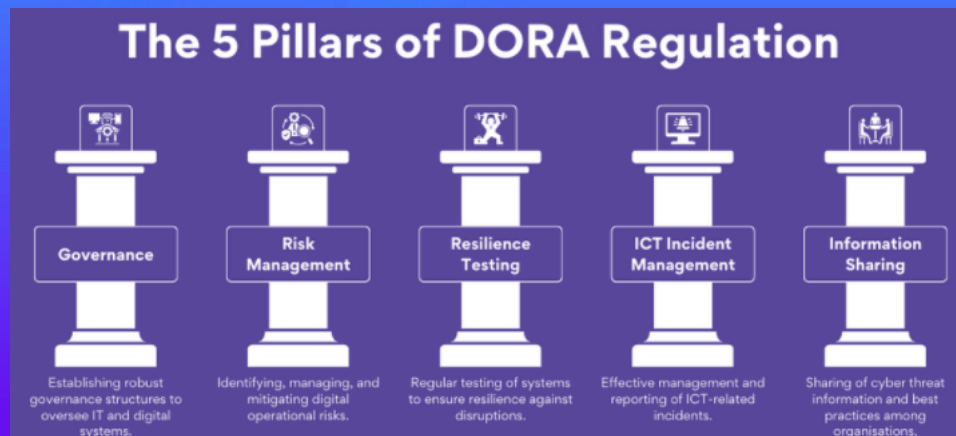 The 5 Pillars of DORA Regulation
Governance
Establishing robust
governance structures to
oversee IT and digital
systems.
Risk
Management
Identifying, managing, and
mitigating digital
operational risks.
Resilience
Testing
Regular testing of systems
to ensure resilience against
disruptions.
ICT Incident
Management
Effective management and
reporting of ICT-related
incidents.
Information
Sharing
Sharing of cyber threat
information and best
practices among
organisations.